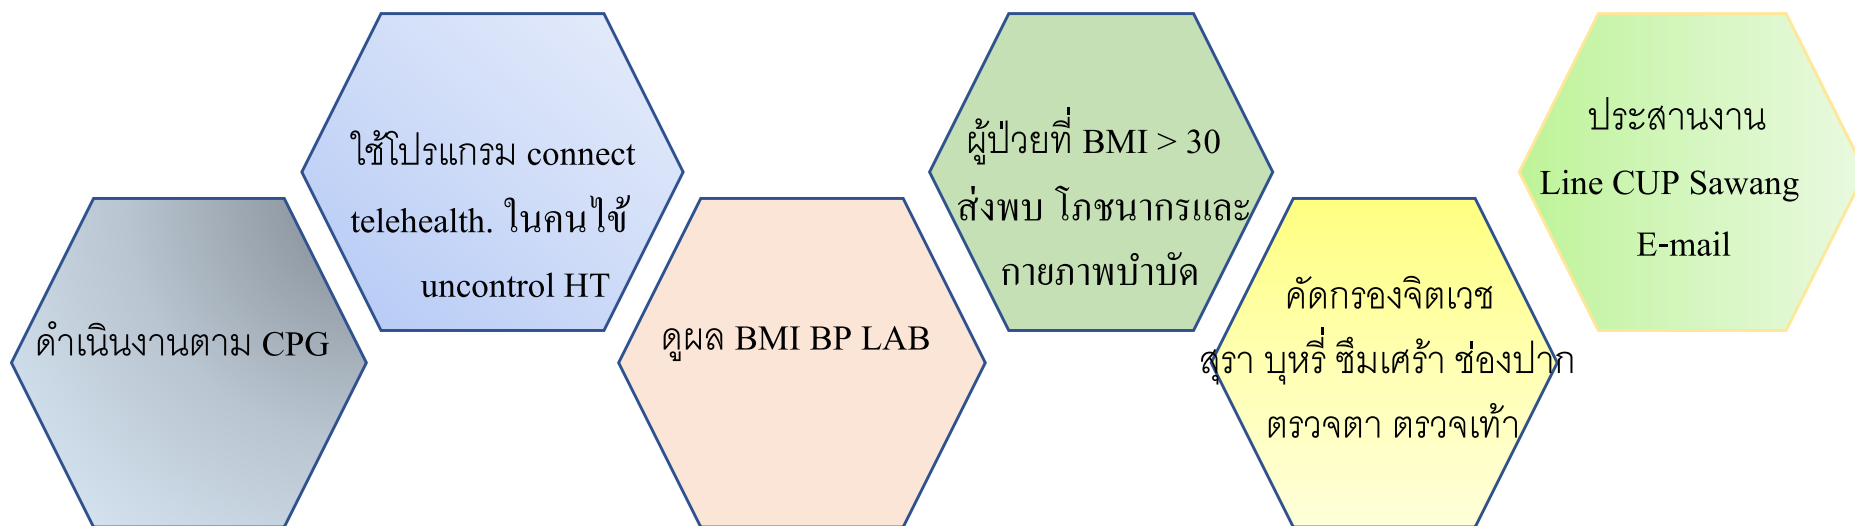 ดำเนินงานตาม CPG
ใช้โปรแกรม connect
telehealth. ในคนไข้
uncontrol HT
ดูผล BMI BP LAB
ผู้ป่วยที่ BMI > 30
ส่งพบ โภชนากรและ
กายภาพบำบัด
คัดกรองจิตเวช
สุรา บุหรี่ ซึมเศร้า ช่องปาก
ตรวจตา ตรวจเท้า
ประสานงาน
Line CUP Sawang
E-mail